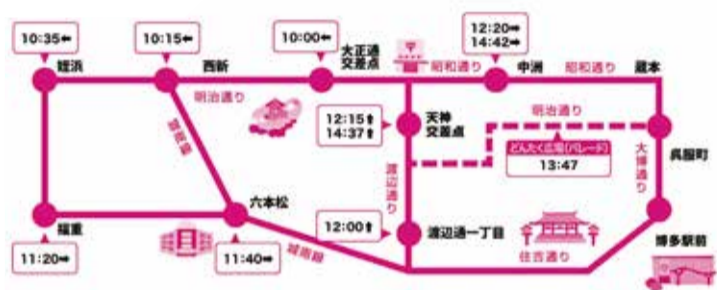 10:35⬅
10:15⬅
10:00⬅
大正通
交差点
12:20➡
14:42➡
姪浜
西新
昭和通り
中洲
昭和通り
蔵本
明治通り
12:15⬆
14:37⬆
天神
交差点
明治通り
どんたく広場(パレード)
13:47
呉服町
大博通り
渡辺通り
六本松
福重
12:00⬆
渡辺通一丁目
博多駅前
城南線
住吉通り
11:20➡
11:40➡